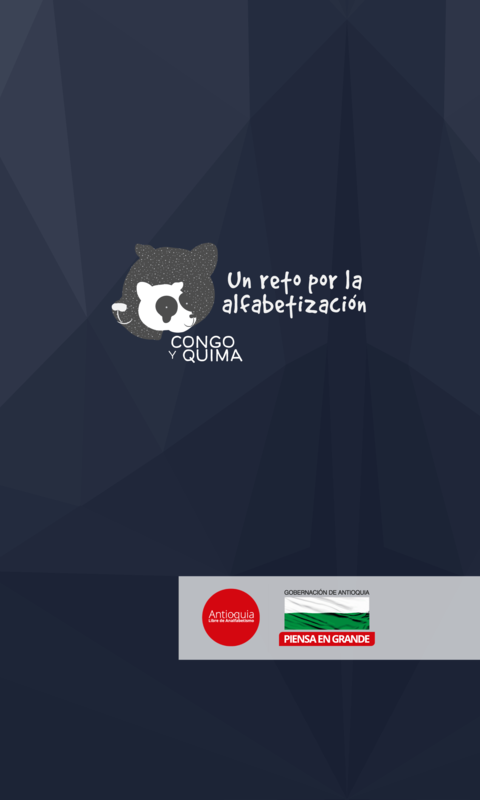 Un reto por la
alfabetización
CONGO
Y QUIMA
Antioquia
Libre de Analfabetismo
GOBERNACIÓN DE ANTIOQUIA
PIENSA EN GRANDE